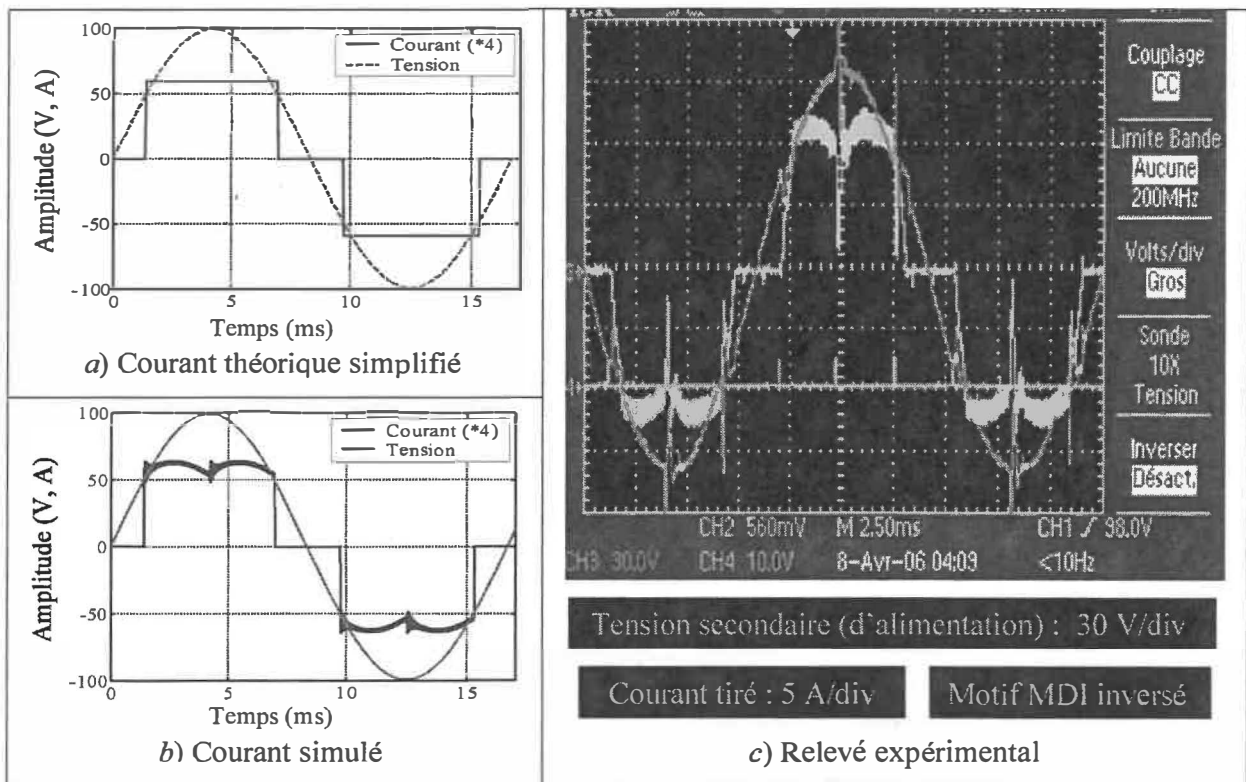 100
50
0
-50
-100
Amplitude (V, A)
Courant (*4)
Tension
0
5
10
15
Temps (ms)
a) Courant théorique simplifié
100
50
0
-50
-100
Amplitude (V, A)
Courant (*4)
Tension
0
5
10
15
Temps (ms)
b) Courant simulé
Couplage
CC
Limite Bande
Aucune
200MHz
Volts/div
Gros
Sonde
10X
Tension
Inverser
Désact.
CH2 560mV M 2.50ms CH1 98.0V
CH3 30.0V CH4 10.0V 8-Avr-06 04:09 <10Hz
Tension secondaire (d'alimentation) : 30 V/div
Courant tiré : 5 A/div
Motif MDI inversé
c) Relevé expérimental